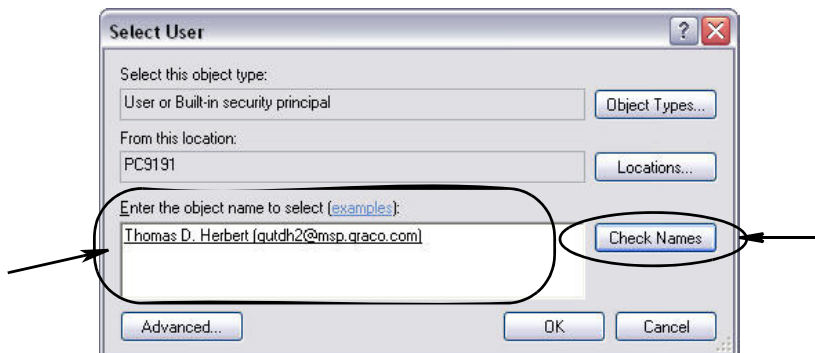 Select User
Select this object type:
User or Built-in security principal
Object Types...
From this location:
PC9191
Locations...
Enter the object name to select (examples):
Thomas D. Herbert (gutdh2@msp.graco.com)
Check Names
Advanced...
OK
Cancel